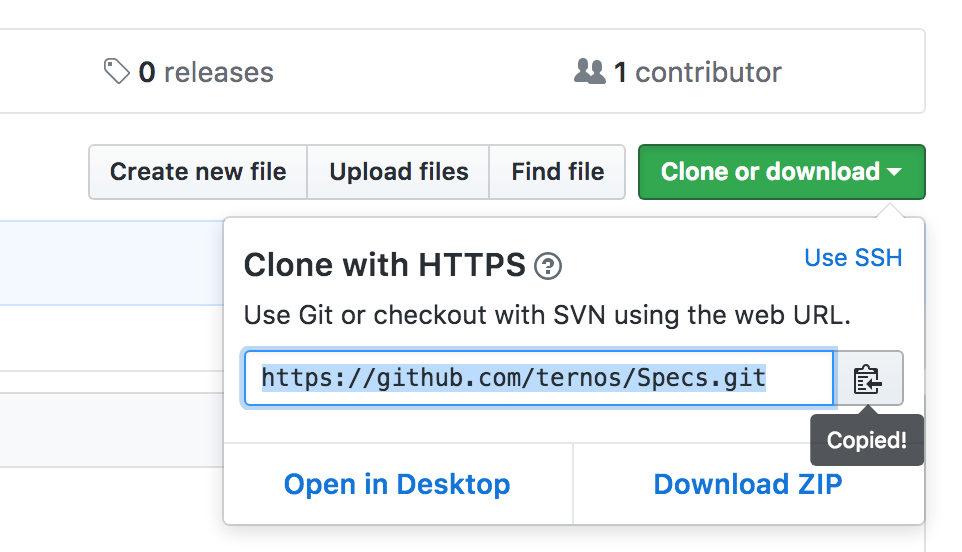 0 releases
1 contributor
Create new file
Upload files
Find file
Clone or download
Clone with HTTPS
Use SSH
Use Git or checkout with SVN using the web URL.
https://github.com/ternos/Specs.git
Copied!
Open in Desktop
Download ZIP